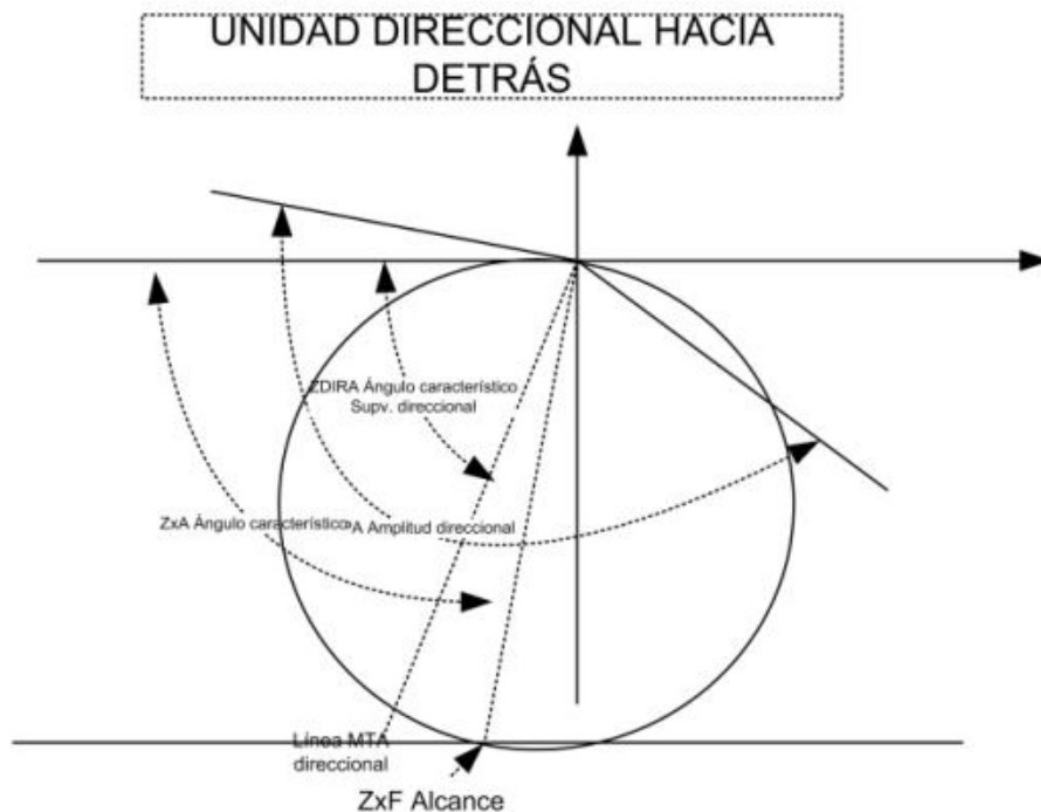 UNIDAD DIRECCIONAL HACIA
DETRÁS
ZDIRA Ángulo característico
Supv. direccional
ZxA Ángulo característico
Amplitud direccional
Línea MTA
direccional
ZxF Alcance